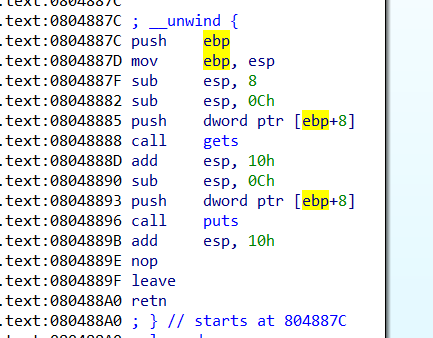 .text:0804887C
.text:0804887C ; __unwind {
.text:0804887C push    ebp
.text:0804887D mov     ebp, esp
.text:0804887F sub     esp, 8
.text:08048882 sub     esp, 0Ch
.text:08048885 push    dword ptr [ebp+8]
.text:08048888 call    gets
.text:0804888D add     esp, 10h
.text:08048890 sub     esp, 0Ch
.text:08048893 push    dword ptr [ebp+8]
.text:08048896 call    puts
.text:0804889B add     esp, 10h
.text:0804889E nop
.text:0804889F leave
.text:080488A0 retn
.text:080488A0 ; } // starts at 804887C